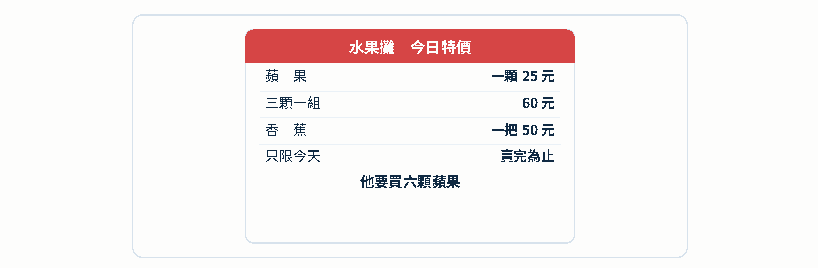 水果攤　今日特價
蘋　果　一顆 25 元
三顆一組　60 元
香　蕉　一把 50 元
只限今天　賣完為止
他要買六顆蘋果